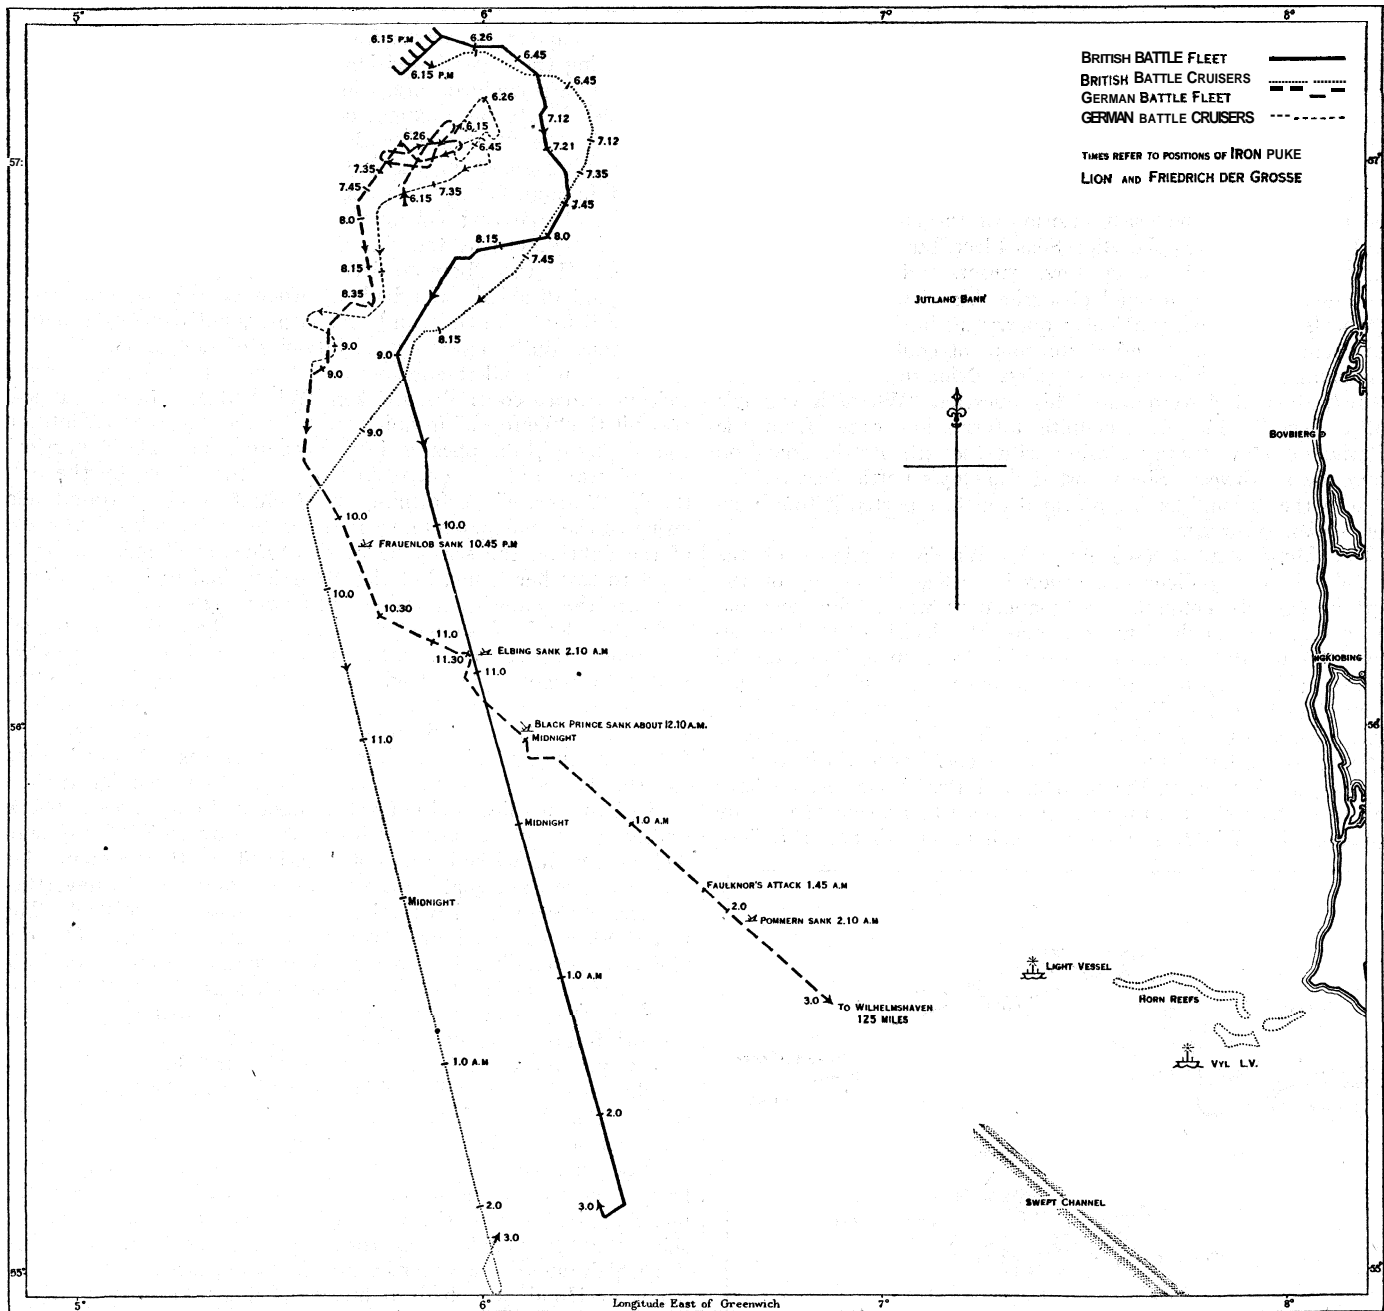 5° 6° 7° 8°
6.15 P.M
6.26
6.45
6.15 P.M
6.45
BRITISH BATTLE FLEET
BRITISH BATTLE CRUISERS
GERMAN BATTLE FLEET
GERMAN BATTLE CRUISERS
TIMES REFER TO POSITIONS OF IRON PUKE
LION AND FRIEDRICH DER GROSSE
6.26
7.12
6.15
6.26
6.45
7.21
7.12
57°
7.35
7.35
7.35
7.45
6.15
7.45
8.0
8.15
8.0
7.45
8.15
8.35
JUTLAND BANK
8.15
9.0
9.0
9.0
9.0
BOVBIERG
10.0
10.0
FRAUENLOB SANK 10.45 P.M
10.0
10.30
11.0
ELBING SANK 2.10 A.M
11.30
11.0
NGKIOBING
BLACK PRINCE SANK ABOUT 12.10 A.M.
MIDNIGHT
56°
11.0
MIDNIGHT
1.0 A.M
FAULKNOR'S ATTACK 1.45 A.M
MIDNIGHT
2.0
POMMERN SANK 2.10 A.M
1.0 A.M
LIGHT VESSEL
HORN REEFS
3.0
TO WILHELMSHAVEN
125 MILES
1.0 A.M
VYL L.V.
2.0
2.0
3.0
SWEPT CHANNEL
3.0
55°
5° 6° 7° 8°
Longitude East of Greenwich